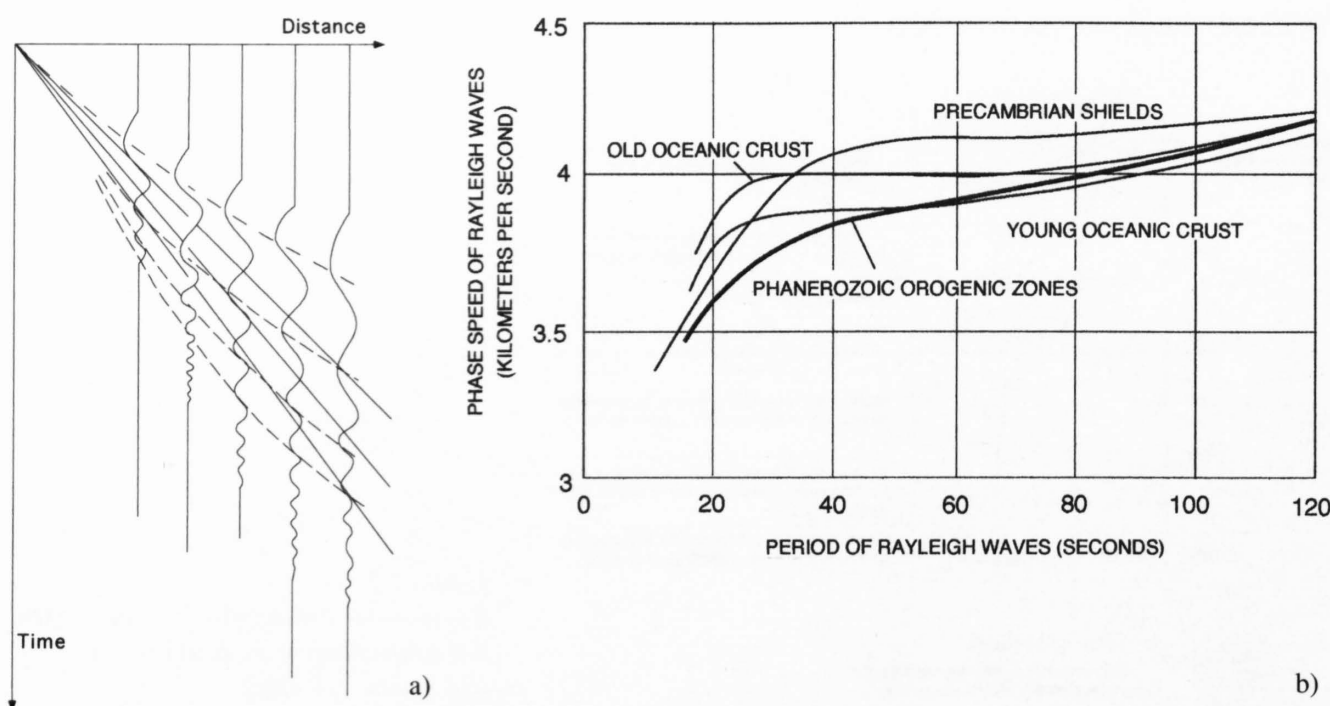 Distance
Time
a)
PHASE SPEED OF RAYLEIGH WAVES
(KILOMETERS PER SECOND)
4.5
4
3.5
3
PRECAMBRIAN SHIELDS
OLD OCEANIC CRUST
YOUNG OCEANIC CRUST
PHANEROZOIC OROGENIC ZONES
0 20 40 60 80 100 120
PERIOD OF RAYLEIGH WAVES (SECONDS)
b)